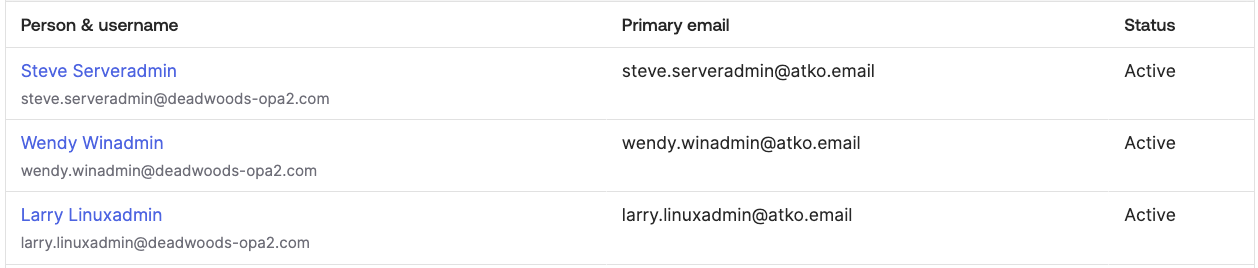 Person & username Primary email Status
Steve Serveradmin steve.serveradmin@atko.email Active
steve.serveradmin@deadwoods-opa2.com
Wendy Winadmin wendy.winadmin@atko.email Active
wendy.winadmin@deadwoods-opa2.com
Larry Linuxadmin larry.linuxadmin@atko.email Active
larry.linuxadmin@deadwoods-opa2.com